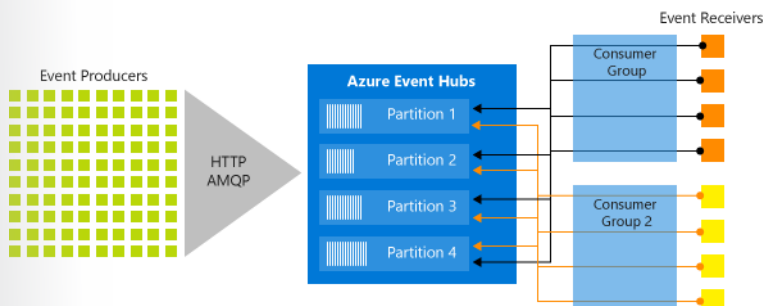 Event Receivers
Event Producers
HTTP
AMQP
Azure Event Hubs
Partition 1
Partition 2
Partition 3
Partition 4
Consumer
Group
Consumer
Group 2